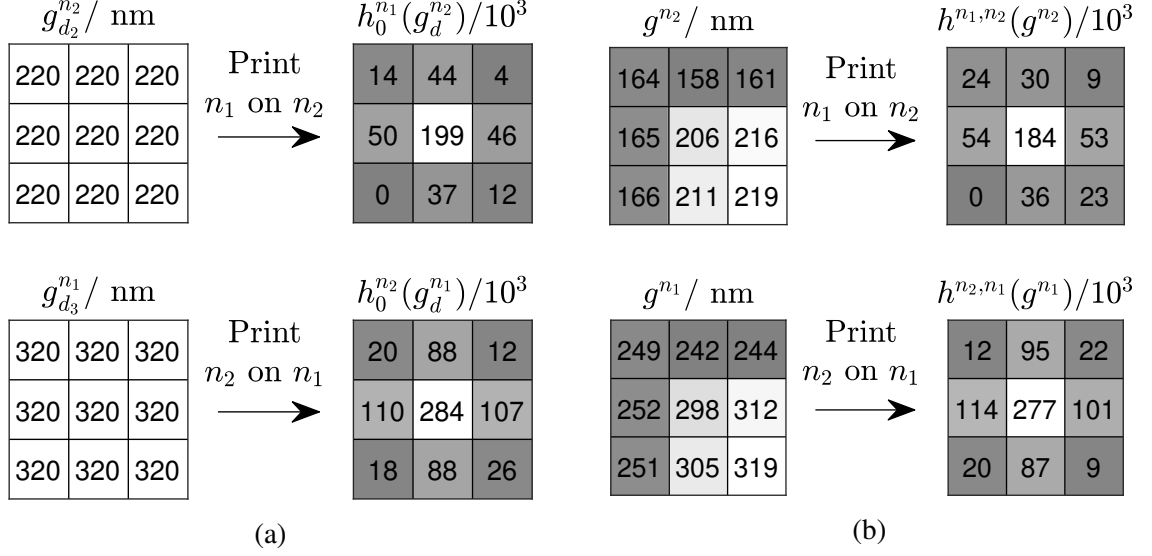 g_{d_2}^{n_2}/ nm
220 220 220
220 220 220
220 220 220
Print
n_1 on n_2
h_0^{n_1}(g_d^{n_2})/10^3
14 44 4
50 199 46
0 37 12
g_{d_3}^{n_1}/ nm
320 320 320
320 320 320
320 320 320
Print
n_2 on n_1
h_0^{n_2}(g_d^{n_1})/10^3
20 88 12
110 284 107
18 88 26
(a)
g^{n_2}/ nm
164 158 161
165 206 216
166 211 219
Print
n_1 on n_2
h^{n_1,n_2}(g^{n_2})/10^3
24 30 9
54 184 53
0 36 23
g^{n_1}/ nm
249 242 244
252 298 312
251 305 319
Print
n_2 on n_1
h^{n_2,n_1}(g^{n_1})/10^3
12 95 22
114 277 101
20 87 9
(b)